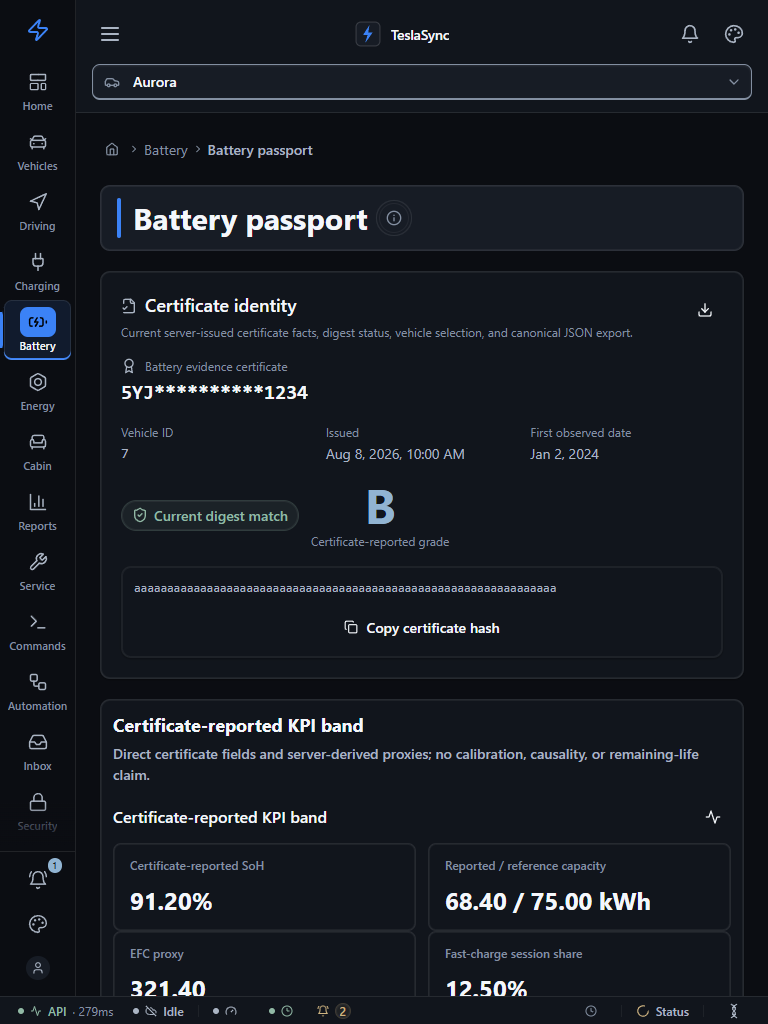 TeslaSync
Aurora
Home
Vehicles
Driving
Charging
Battery
Energy
Cabin
Reports
Service
Commands
Automation
Inbox
Security
1
Battery
Battery passport
Battery passport
Certificate identity
Current server-issued certificate facts, digest status, vehicle selection, and canonical JSON export.
Battery evidence certificate
5YJ**********1234
Vehicle ID
7
Issued
Aug 8, 2026, 10:00 AM
First observed date
Jan 2, 2024
Current digest match
B
Certificate-reported grade
aaaaaaaaaaaaaaaaaaaaaaaaaaaaaaaaaaaaaaaaaaaaaaaaaaaaaaaaaaaaaaaa
Copy certificate hash
Certificate-reported KPI band
Direct certificate fields and server-derived proxies; no calibration, causality, or remaining-life
claim.
Certificate-reported KPI band
Certificate-reported SoH
91.20%
Reported / reference capacity
68.40 / 75.00 kWh
EFC proxy
321.40
Fast-charge session share
12.50%
API · 279ms
Idle
2
Status